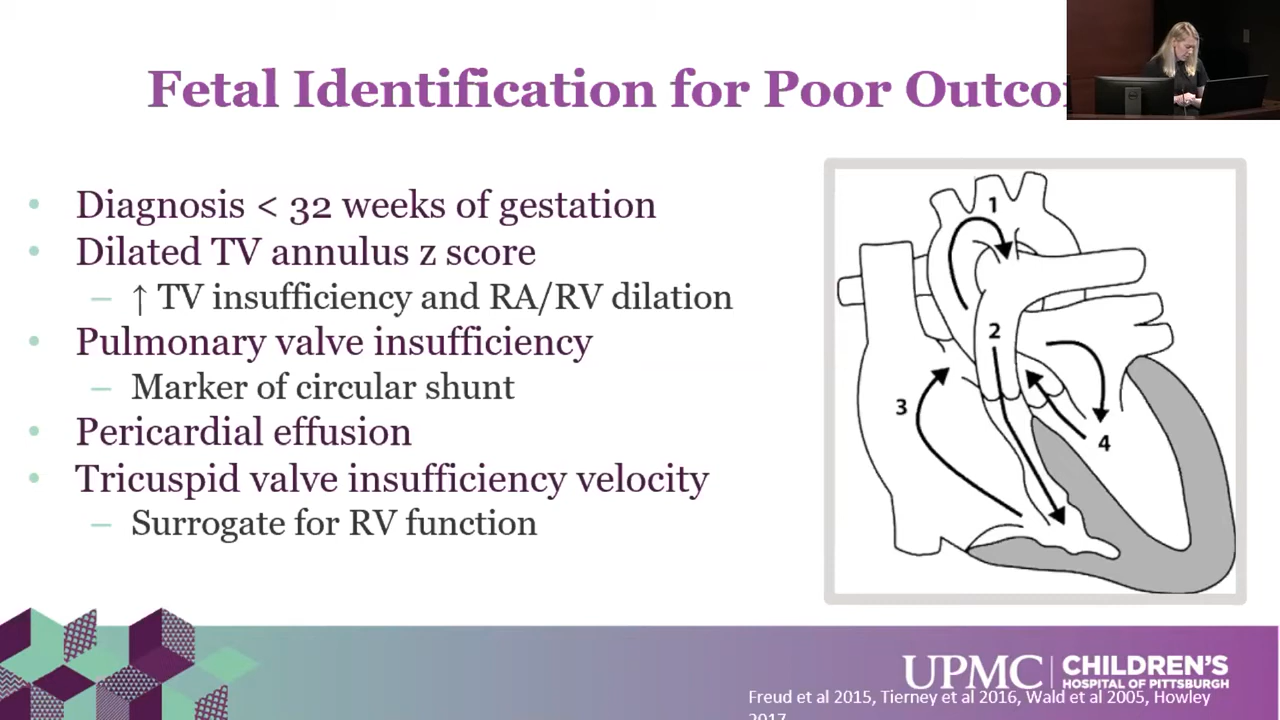 Fetal Identification for Poor Outco
• Diagnosis < 32 weeks of gestation
• Dilated TV annulus z score
– ↑ TV insufficiency and RA/RV dilation
• Pulmonary valve insufficiency
– Marker of circular shunt
• Pericardial effusion
• Tricuspid valve insufficiency velocity
– Surrogate for RV function
1
2
3
4
UPMC CHILDREN'S
HOSPITAL OF PITTSBURGH
Freud et al 2015, Tierney et al 2016, Wald et al 2005, Howley
2017